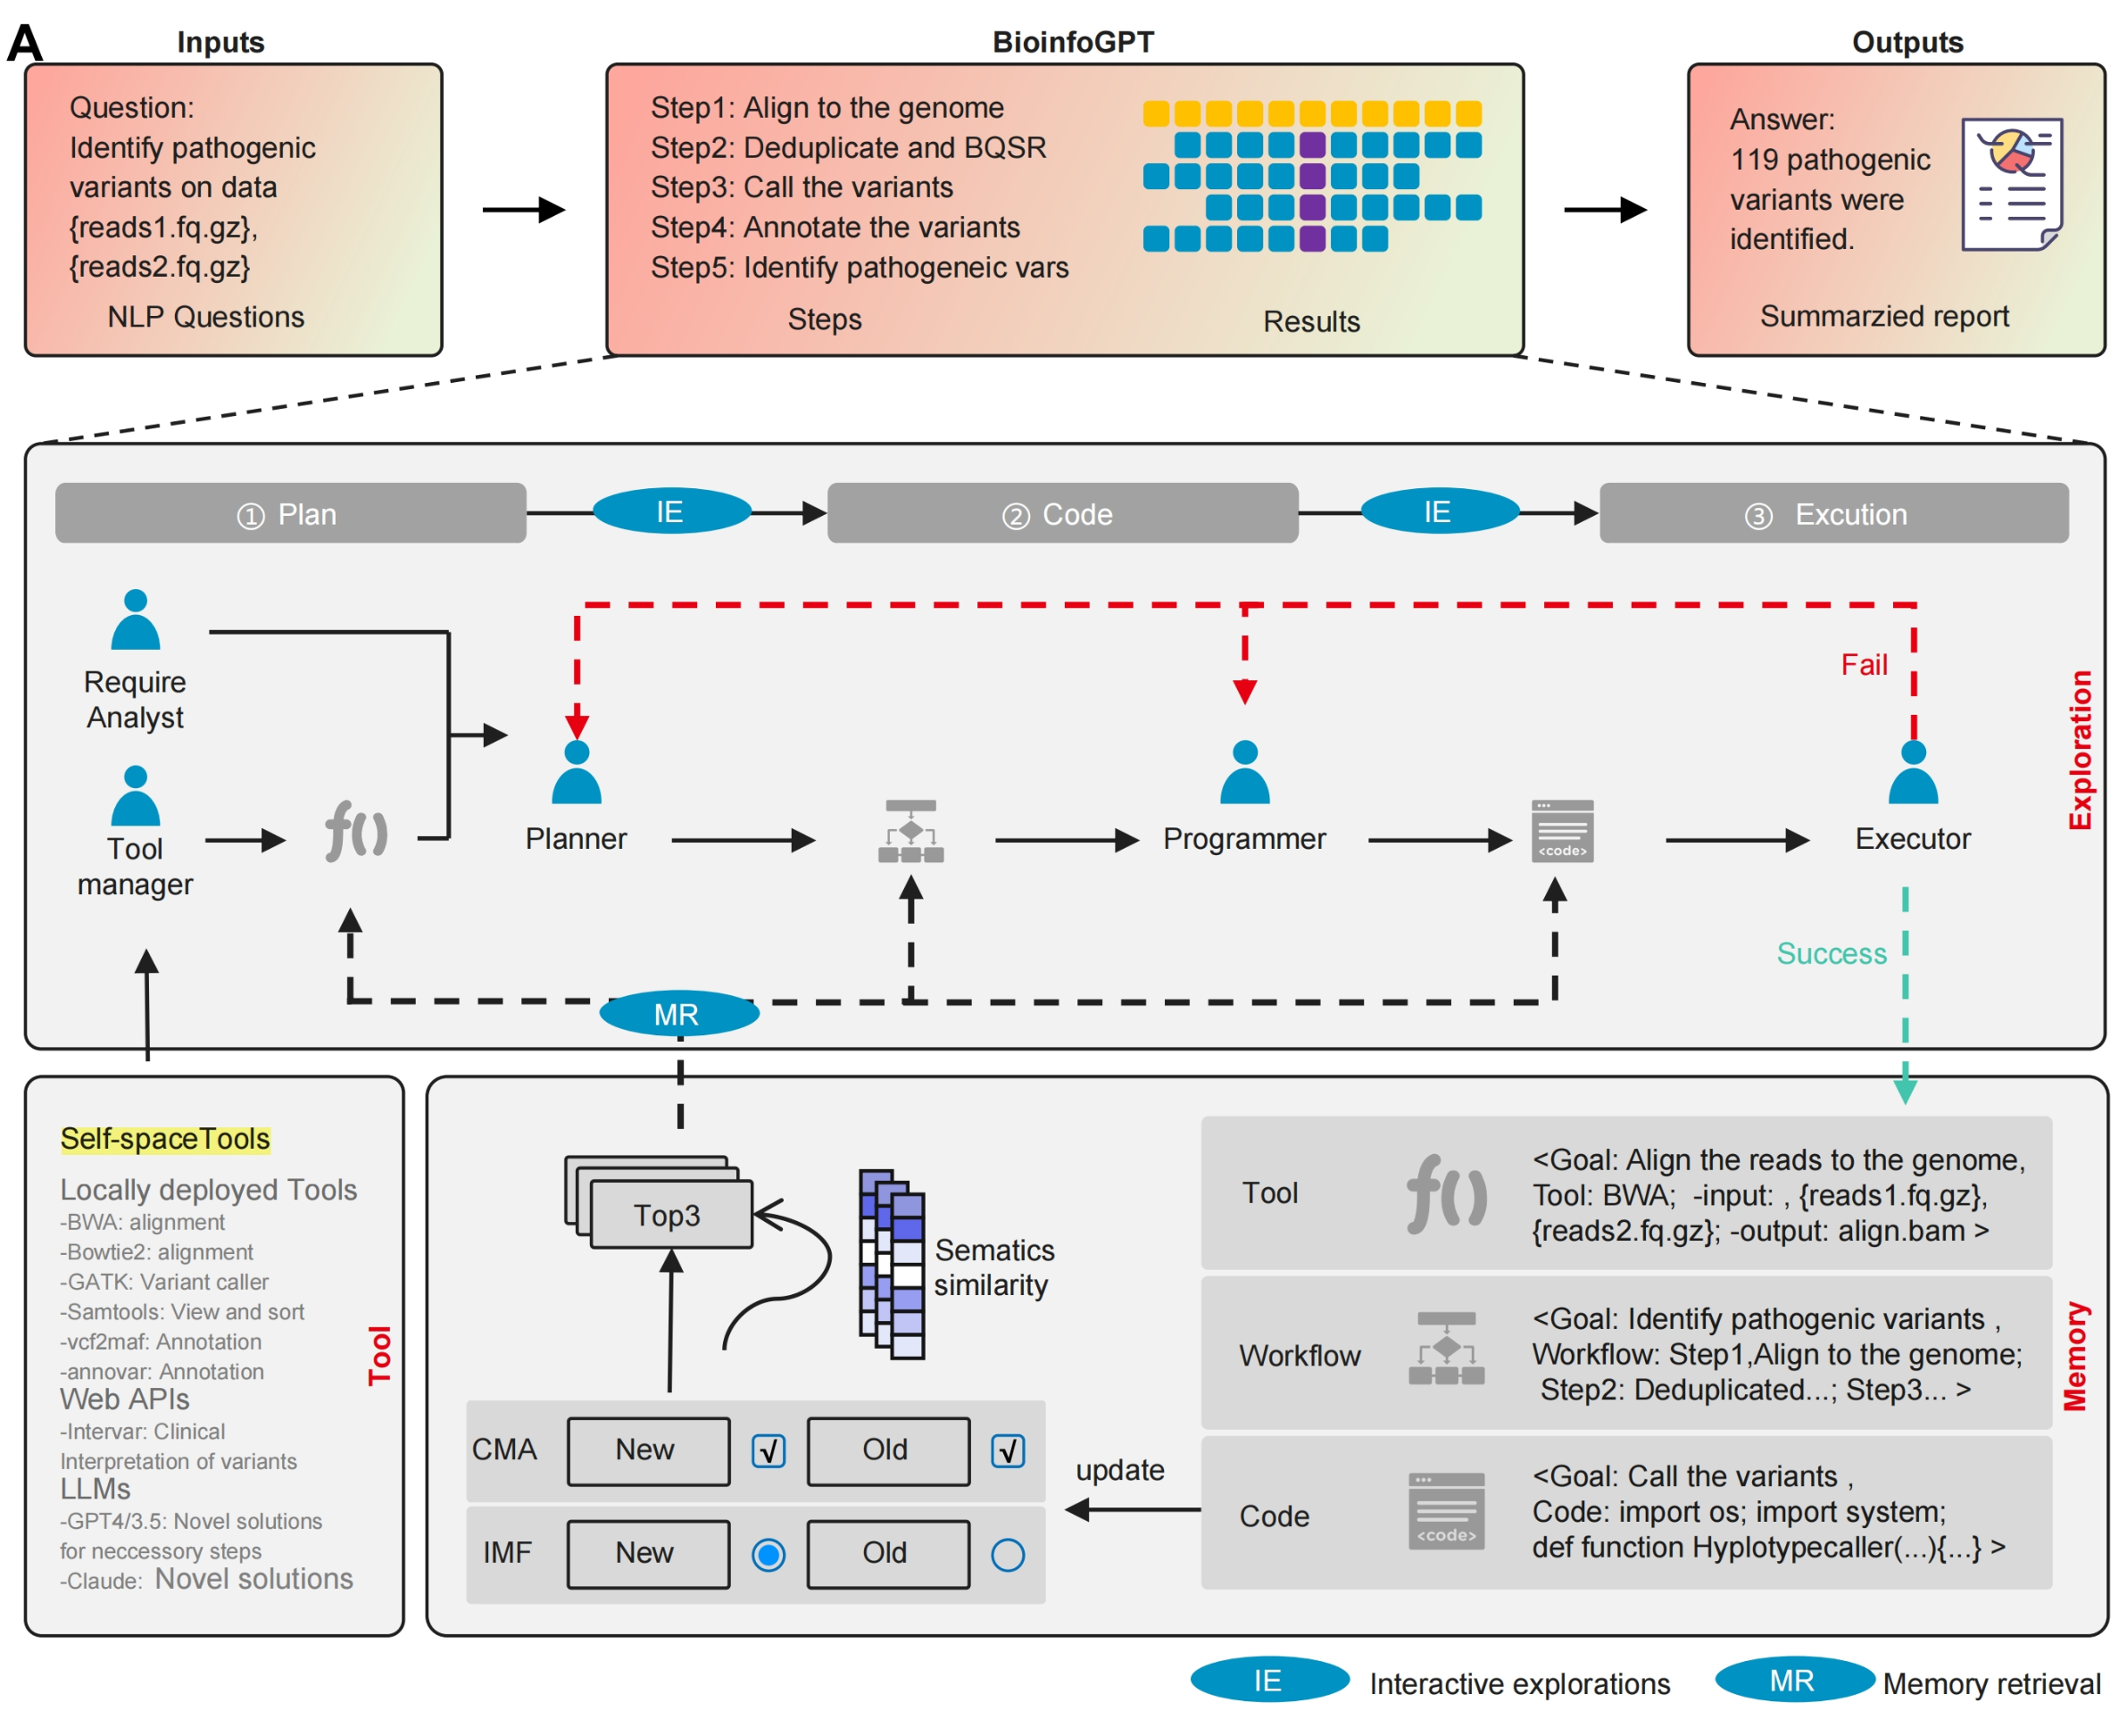 A
Inputs
BioinfoGPT
Outputs
Question:
Identify pathogenic
variants on data
{reads1.fq.gz},
{reads2.fq.gz}
NLP Questions
Step1: Align to the genome
Step2: Deduplicate and BQSR
Step3: Call the variants
Step4: Annotate the variants
Step5: Identify pathogeneic vars
Steps
Results
Answer:
119 pathogenic
variants were
identified.
Summarzied report
① Plan
IE
② Code
IE
③ Excution
Require
Analyst
Tool
manager
f()
Planner
Programmer
<code>
Executor
Fail
Success
Exploration
MR
Self-spaceTools
Locally deployed Tools
-BWA: alignment
-Bowtie2: alignment
-GATK: Variant caller
-Samtools: View and sort
-vcf2maf: Annotation
-annovar: Annotation
Web APIs
-Intervar: Clinical
Interpretation of variants
LLMs
-GPT4/3.5: Novel solutions
for neccessory steps
-Claude: Novel solutions
Tool
Top3
Sematics
similarity
CMA
New
√
Old
√
IMF
New
Old
update
Tool
f()
<Goal: Align the reads to the genome,
Tool: BWA; -input: , {reads1.fq.gz},
{reads2.fq.gz}; -output: align.bam >
Workflow
<Goal: Identify pathogenic variants ,
Workflow: Step1,Align to the genome;
Step2: Deduplicated...; Step3... >
Code
<code>
<Goal: Call the variants ,
Code: import os; import system;
def function Hyplotypecaller(...){...} >
Memory
IE
Interactive explorations
MR
Memory retrieval